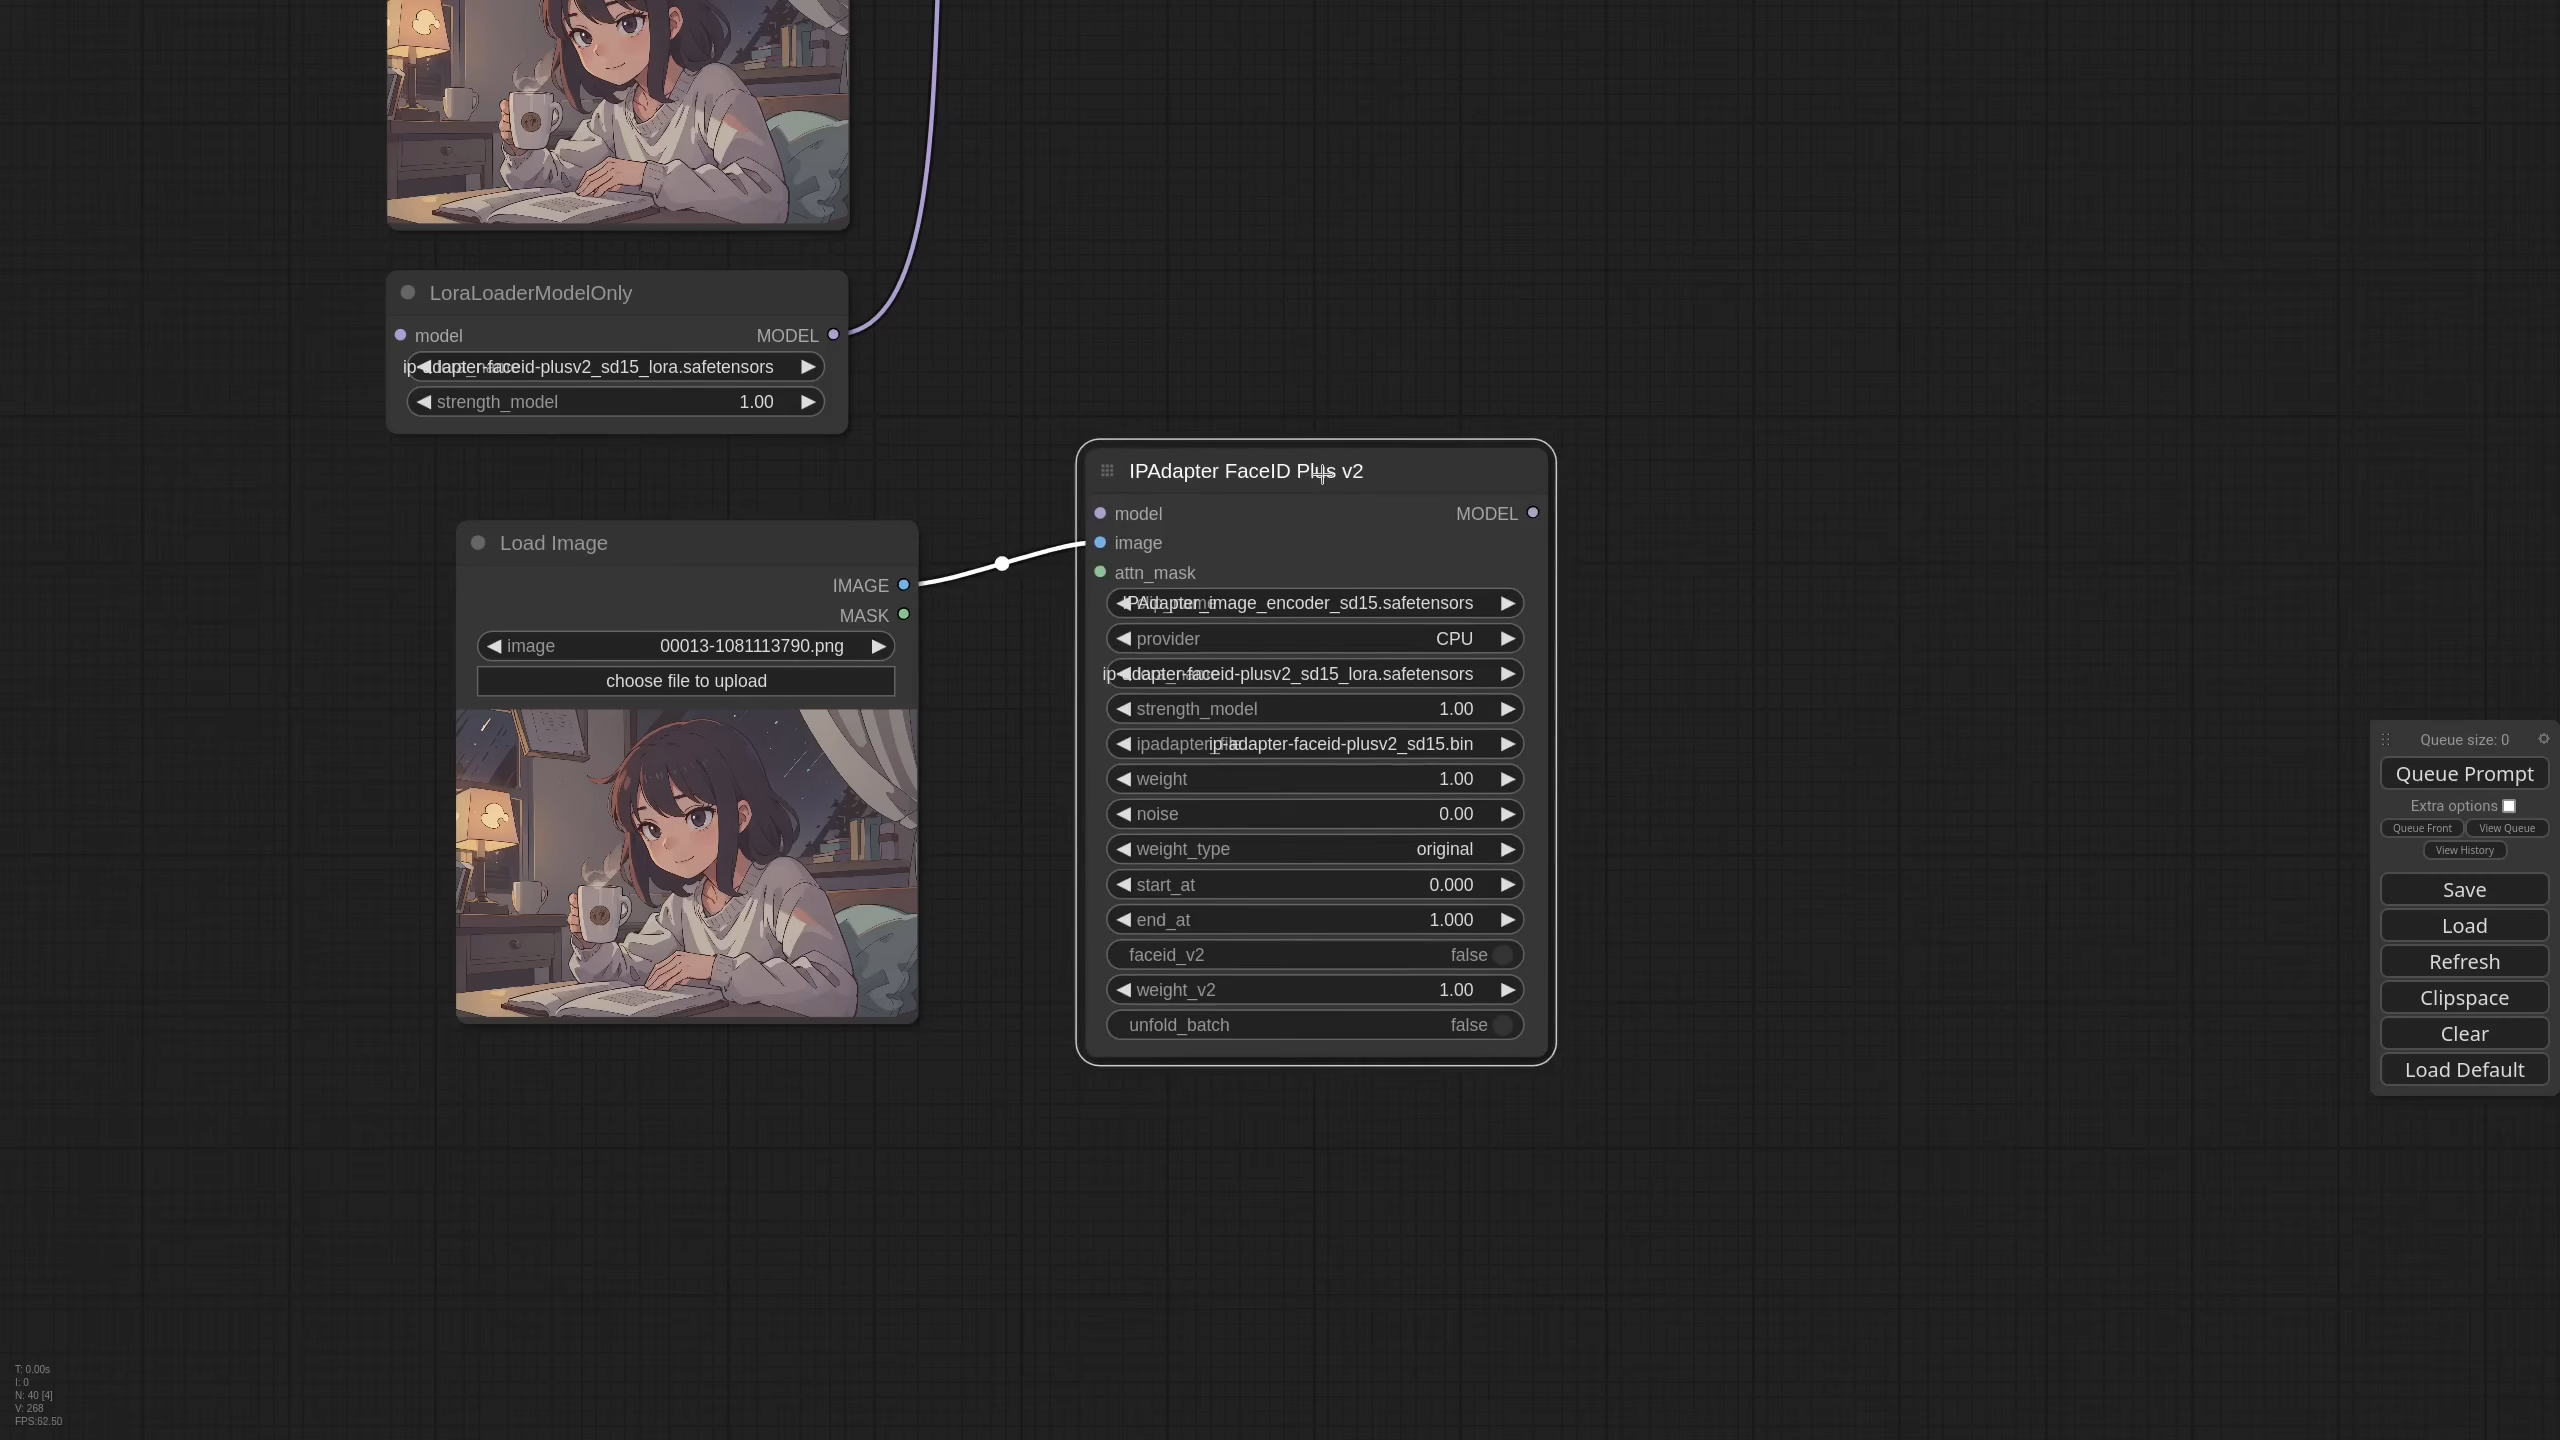 LoraLoaderModelOnly
model MODEL
ip-adapter-faceid-plusv2_sd15_lora.safetensors
strength_model 1.00
IPAdapter FaceID Plus v2
model MODEL
image
attn_mask
IPAdapter_image_encoder_sd15.safetensors
provider CPU
ip-adapter-faceid-plusv2_sd15_lora.safetensors
strength_model 1.00
ipadapter_file ip-adapter-faceid-plusv2_sd15.bin
weight 1.00
noise 0.00
weight_type original
start_at 0.000
end_at 1.000
faceid_v2 false
weight_v2 1.00
unfold_batch false
Load Image
IMAGE
MASK
image 00013-1081113790.png
choose file to upload
Queue size: 0
Queue Prompt
Extra options
Queue Front View Queue
View History
Save
Load
Refresh
Clipspace
Clear
Load Default
T: 0.00s
I: 0
N: 40 [4]
V: 268
FPS:62.50